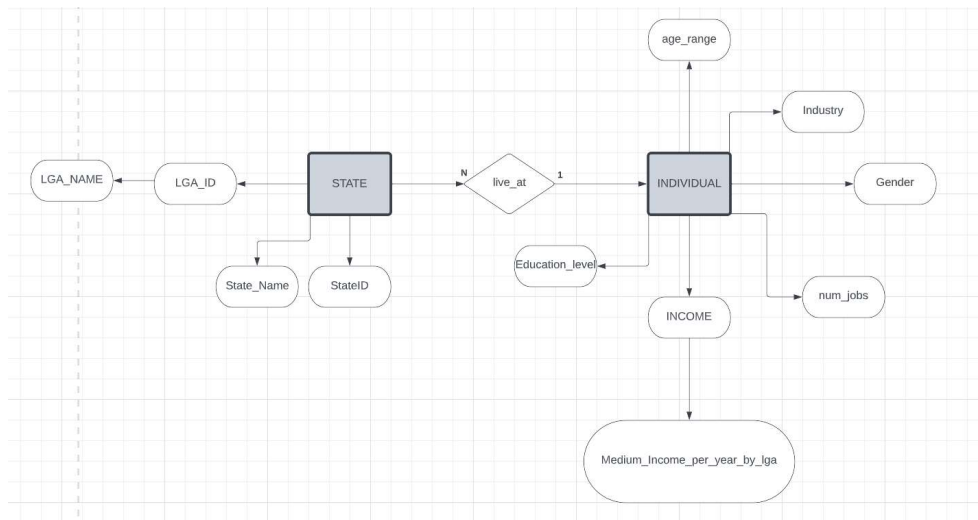 age_range
Industry
LGA_NAME
LGA_ID
STATE
N
live_at
1
INDIVIDUAL
Gender
Education_level
State_Name
StateID
num_jobs
INCOME
Medium_Income_per_year_by_lga